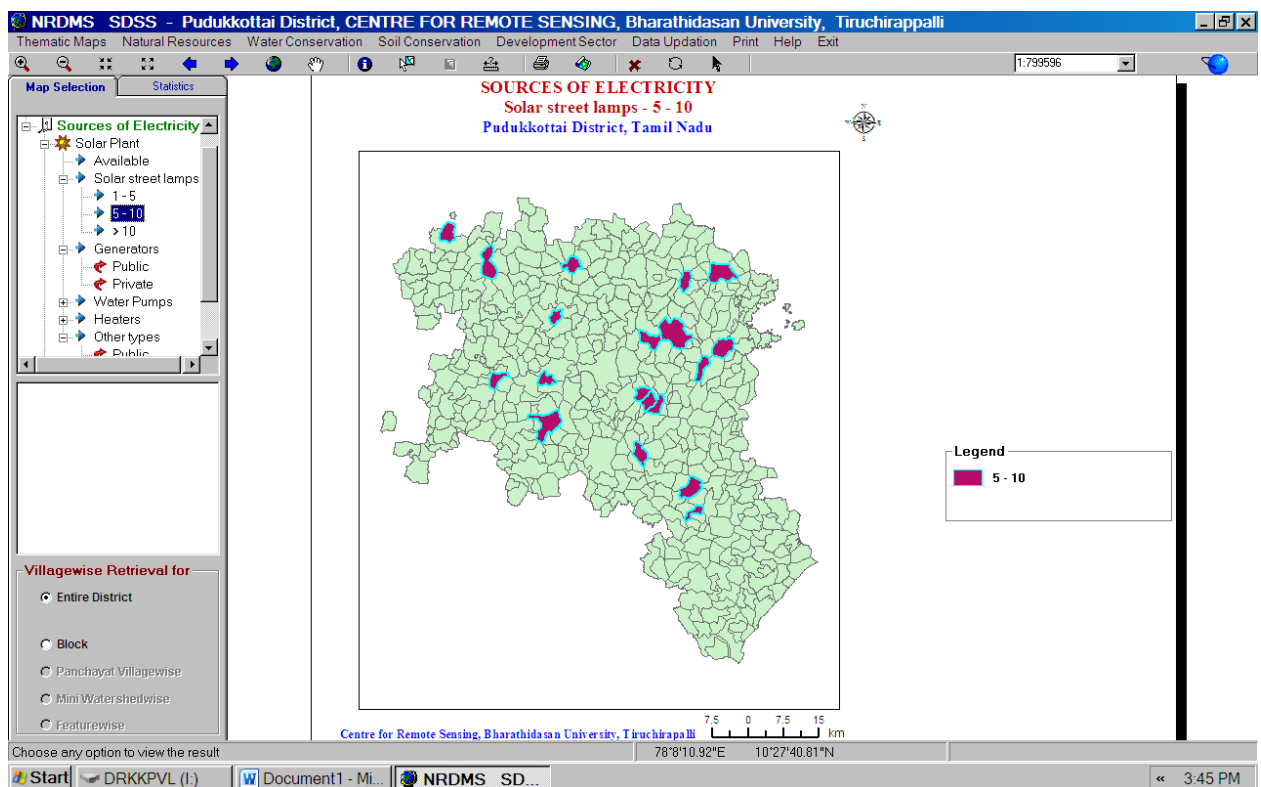 NRDMS SDSS - Pudukkottai District, CENTRE FOR REMOTE SENSING, Bharathidasan University, Tiruchirappalli
Thematic Maps Natural Resources Water Conservation Soil Conservation Development Sector Data Updation Print Help Exit
1:799596
Map Selection Statistics
Sources of Electricity
Solar Plant
Available
Solar street lamps
1 - 5
5 - 10
> 10
Generators
Public
Private
Water Pumps
Heaters
Other types
Public
SOURCES OF ELECTRICITY
Solar street lamps - 5 - 10
Pudukkottai District, Tamil Nadu
Legend
5 - 10
Villagewise Retrieval for
Entire District
Block
Panchayat Villagewise
Mini Watershedwise
Featurewise
7.5 0 7.5 15
km
Centre for Remote Sensing, Bharathidasan University, Tiruchirapalli
Choose any option to view the result
78°8'10.92"E 10°27'40.81"N
Start DRKKPVL (I:) Document1 - Mi... NRDMS SD... « 3:45 PM